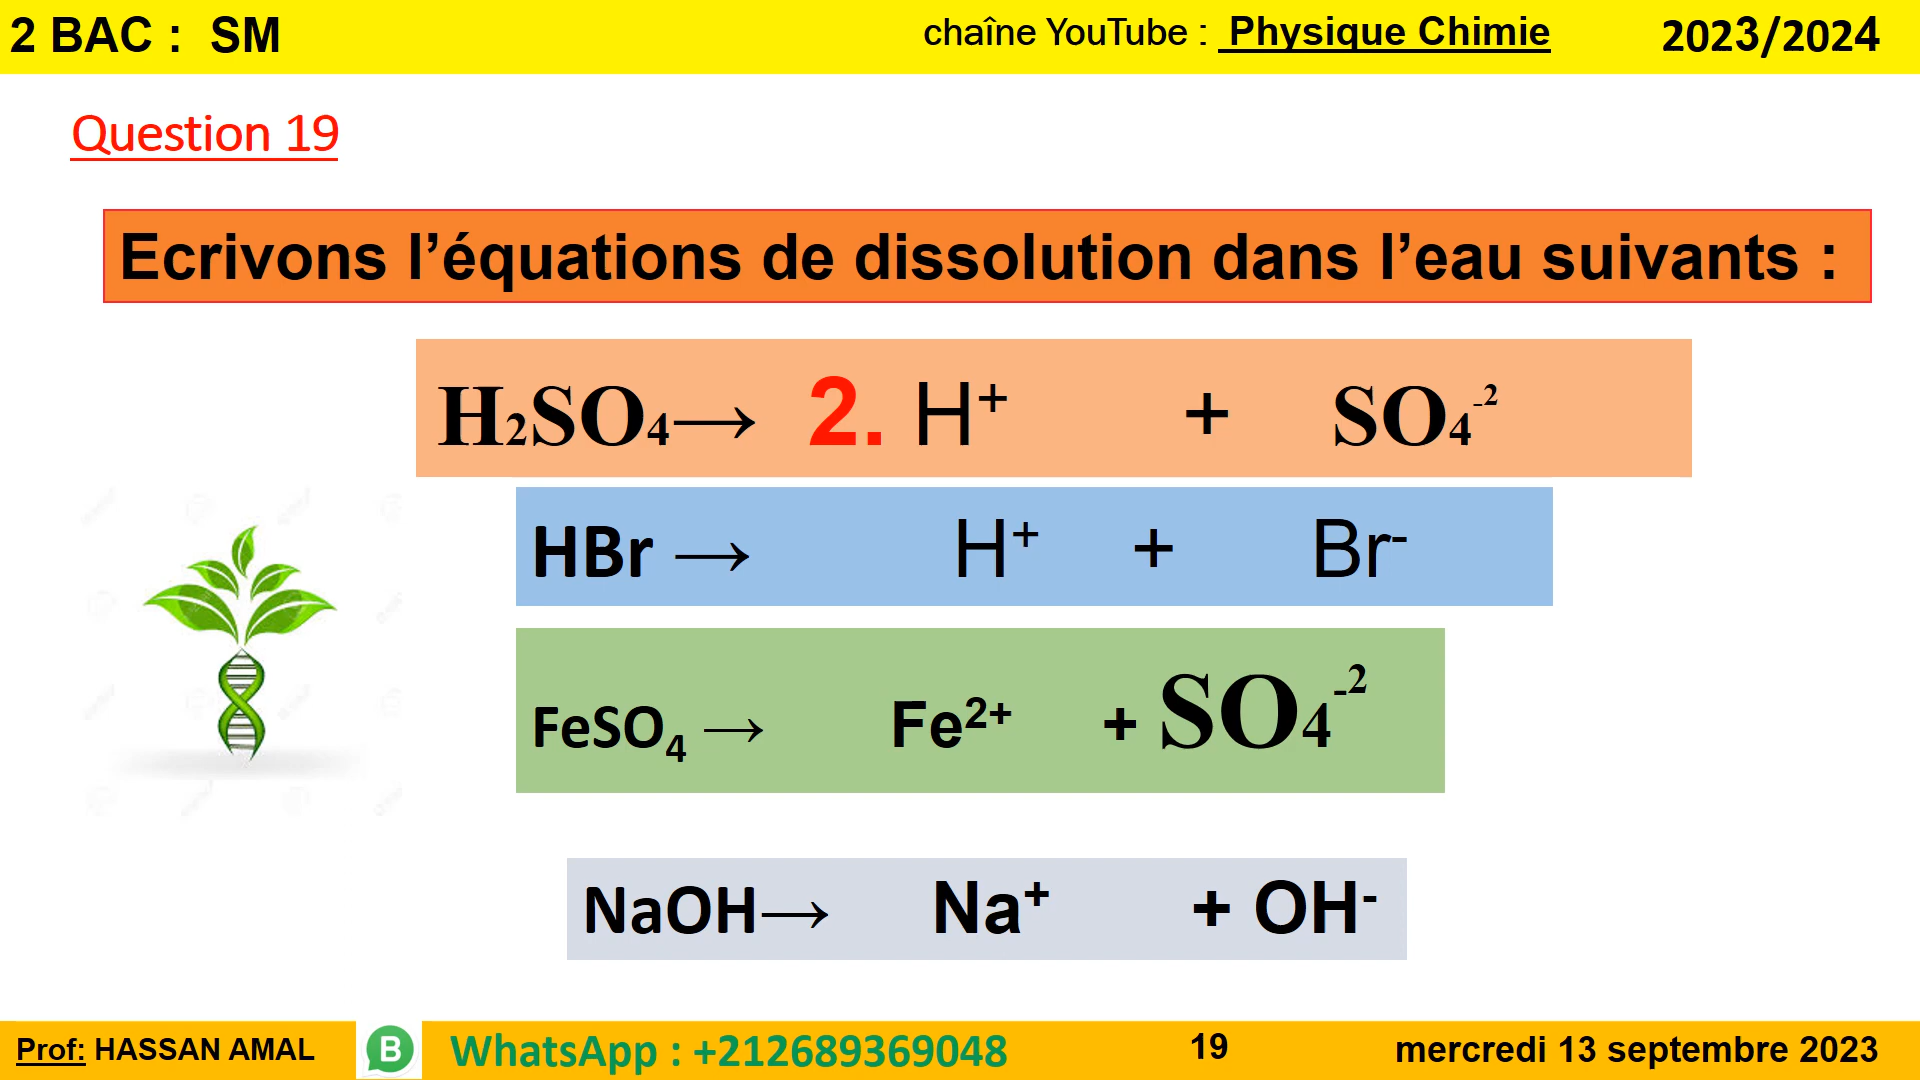 2 BAC : SM chaîne YouTube : Physique Chimie 2023/2024
Question 19
Ecrivons l’équations de dissolution dans l’eau suivants :
H₂SO₄→ 2. H⁺ + SO₄⁻²
HBr → H⁺ + Br⁻
FeSO₄ → Fe²⁺ + SO₄⁻²
NaOH→ Na⁺ + OH⁻
Prof: HASSAN AMAL B WhatsApp : +212689369048 19 mercredi 13 septembre 2023